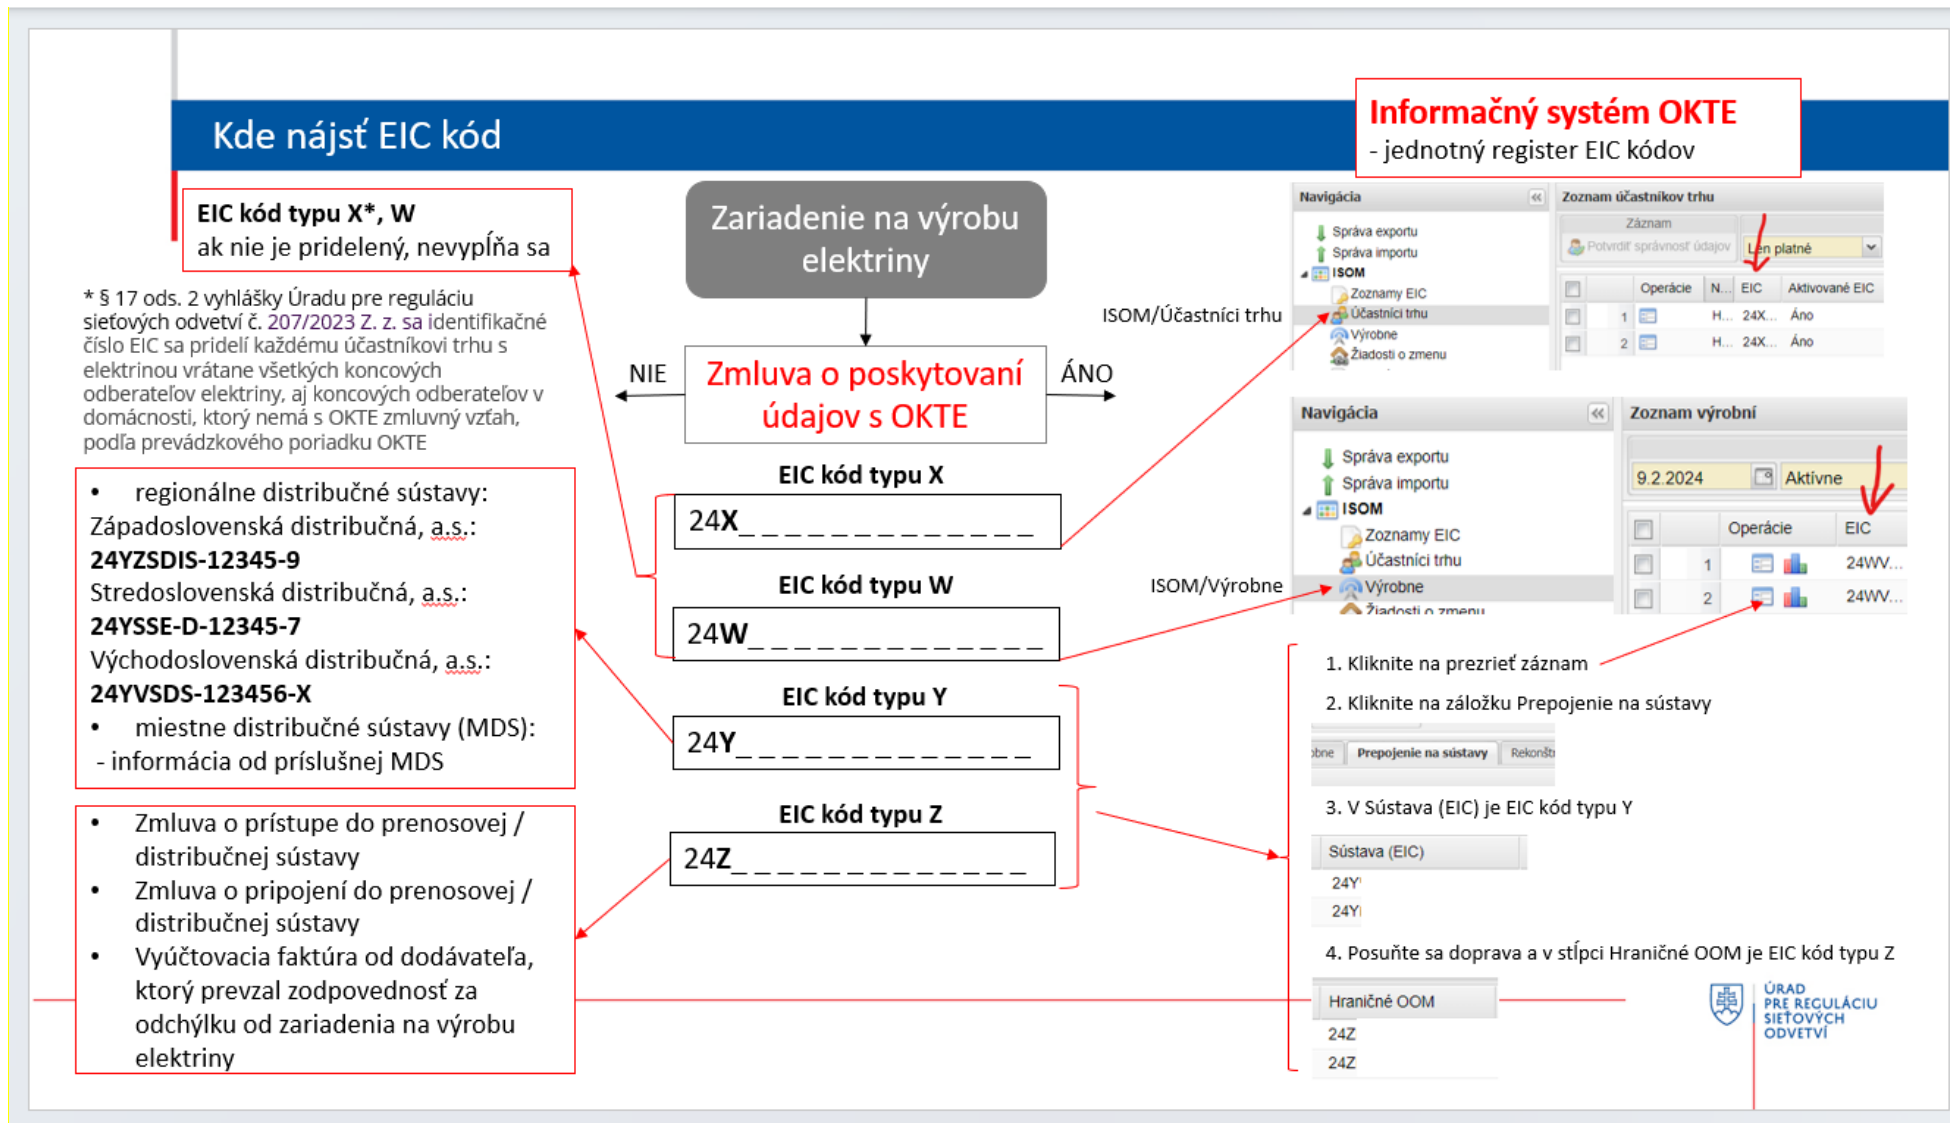 Kde nájsť EIC kód
Informačný systém OKTE
- jednotný register EIC kódov
EIC kód typu X*, W
ak nie je pridelený, nevypĺňa sa
* § 17 ods. 2 vyhlášky Úradu pre reguláciu
sieťových odvetví č. 207/2023 Z. z. sa identifikačné
číslo EIC sa pridelí každému účastníkovi trhu s
elektrinou vrátane všetkých koncových
odberateľov elektriny, aj koncových odberateľov v
domácnosti, ktorý nemá s OKTE zmluvný vzťah,
podľa prevádzkového poriadku OKTE
• regionálne distribučné sústavy:
Západoslovenská distribučná, a.s.:
24YZSDIS-12345-9
Stredoslovenská distribučná, a.s.:
24YSSE-D-12345-7
Východoslovenská distribučná, a.s.:
24YVSDS-123456-X
• miestne distribučné sústavy (MDS):
- informácia od príslušnej MDS
• Zmluva o prístupe do prenosovej /
distribučnej sústavy
• Zmluva o pripojení do prenosovej /
distribučnej sústavy
• Vyúčtovacia faktúra od dodávateľa,
ktorý prevzal zodpovednosť za
odchýlku od zariadenia na výrobu
elektriny
Zariadenie na výrobu
elektriny
NIE
Zmluva o poskytovaní
údajov s OKTE
ÁNO
EIC kód typu X
24X_ _ _ _ _ _ _ _ _ _ _ _ _
EIC kód typu W
24W_ _ _ _ _ _ _ _ _ _ _ _ _
EIC kód typu Y
24Y_ _ _ _ _ _ _ _ _ _ _ _ _
EIC kód typu Z
24Z_ _ _ _ _ _ _ _ _ _ _ _ _
ISOM/Účastníci trhu
Navigácia
Správa exportu
Správa importu
ISOM
Zoznamy EIC
Účastníci trhu
Výrobne
Žiadosti o zmenu
Zoznam účastníkov trhu
Záznam
Potvrdiť správnosť údajov
Len platné
Operácie N... EIC Aktivované EIC
1 H... 24X... Áno
2 H... 24X... Áno
ISOM/Výrobne
Navigácia
Správa exportu
Správa importu
ISOM
Zoznamy EIC
Účastníci trhu
Výrobne
Žiadosti o zmenu
Zoznam výrobní
9.2.2024 Aktívne
Operácie EIC
1 24WV...
2 24WV...
1. Kliknite na prezrieť záznam
2. Kliknite na záložku Prepojenie na sústavy
obne Prepojenie na sústavy Rekonštr
3. V Sústava (EIC) je EIC kód typu Y
Sústava (EIC)
24Y
24Y
4. Posuňte sa doprava a v stĺpci Hraničné OOM je EIC kód typu Z
Hraničné OOM
24Z
24Z
ÚRAD
PRE REGULÁCIU
SIEŤOVÝCH
ODVETVÍ